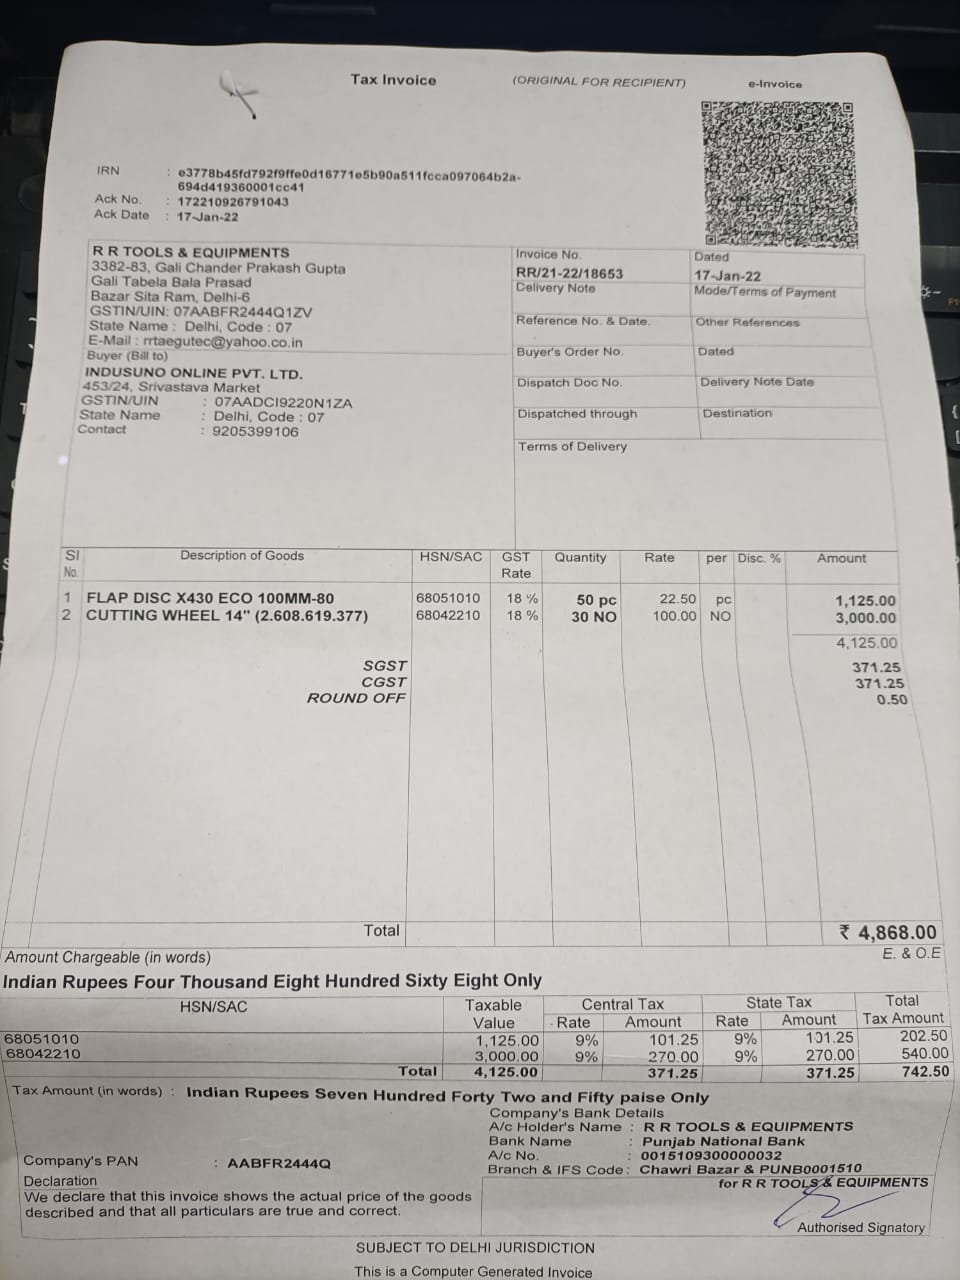 Tax Invoice
(ORIGINAL FOR RECIPIENT)
e-Invoice
IRN : e3778b45fd792f9ffe0d16771e5b90a511fcca097064b2a-
694d419360001cc41
Ack No. : 172210926791043
Ack Date : 17-Jan-22
R R TOOLS & EQUIPMENTS
3382-83, Gali Chander Prakash Gupta
Gali Tabela Bala Prasad
Bazar Sita Ram, Delhi-6
GSTIN/UIN: 07AABFR2444Q1ZV
State Name : Delhi, Code : 07
E-Mail : rrtaegutec@yahoo.co.in
Buyer (Bill to)
INDUSUNO ONLINE PVT. LTD.
453/24, Srivastava Market
GSTIN/UIN : 07AADCI9220N1ZA
State Name : Delhi, Code : 07
Contact : 9205399106
Invoice No. Dated
RR/21-22/18653 17-Jan-22
Delivery Note Mode/Terms of Payment
Reference No. & Date. Other References
Buyer's Order No. Dated
Dispatch Doc No. Delivery Note Date
Dispatched through Destination
Terms of Delivery
Sl Description of Goods HSN/SAC GST Quantity Rate per Disc. % Amount
No. Rate
1 FLAP DISC X430 ECO 100MM-80 68051010 18 % 50 pc 22.50 pc 1,125.00
2 CUTTING WHEEL 14" (2.608.619.377) 68042210 18 % 30 NO 100.00 NO 3,000.00
4,125.00
SGST 371.25
CGST 371.25
ROUND OFF 0.50
Total ₹ 4,868.00
Amount Chargeable (in words) E. & O.E
Indian Rupees Four Thousand Eight Hundred Sixty Eight Only
HSN/SAC Taxable Central Tax State Tax Total
Value Rate Amount Rate Amount Tax Amount
68051010 1,125.00 9% 101.25 9% 101.25 202.50
68042210 3,000.00 9% 270.00 9% 270.00 540.00
Total 4,125.00 371.25 371.25 742.50
Tax Amount (in words) : Indian Rupees Seven Hundred Forty Two and Fifty paise Only
Company's Bank Details
A/c Holder's Name : R R TOOLS & EQUIPMENTS
Bank Name : Punjab National Bank
A/c No. : 0015109300000032
Branch & IFS Code : Chawri Bazar & PUNB0001510
Company's PAN : AABFR2444Q
Declaration
We declare that this invoice shows the actual price of the goods
described and that all particulars are true and correct.
for R R TOOLS & EQUIPMENTS
Authorised Signatory
SUBJECT TO DELHI JURISDICTION
This is a Computer Generated Invoice